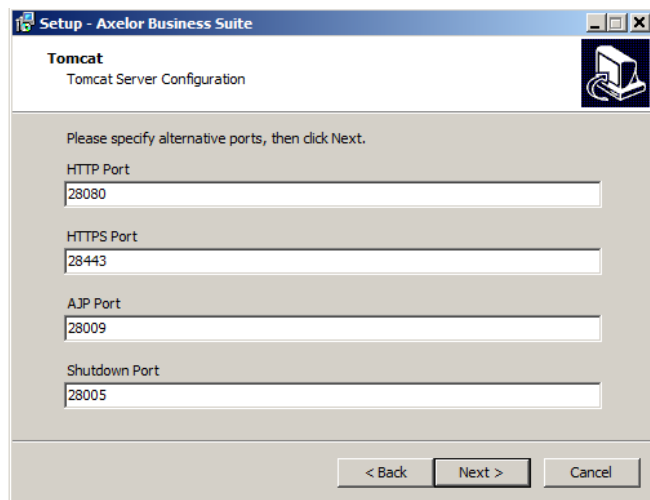 Setup - Axelor Business Suite
Tomcat
Tomcat Server Configuration
Please specify alternative ports, then click Next.
HTTP Port
28080
HTTPS Port
28443
AJP Port
28009
Shutdown Port
28005
< Back Next > Cancel